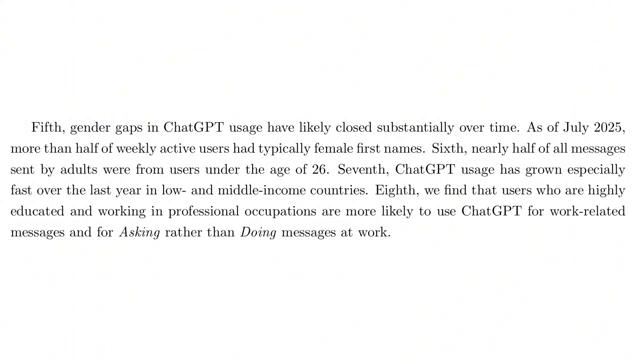 Fifth, gender gaps in ChatGPT usage have likely closed substantially over time. As of July 2025,
more than half of weekly active users had typically female first names. Sixth, nearly half of all messages
sent by adults were from users under the age of 26. Seventh, ChatGPT usage has grown especially
fast over the last year in low- and middle-income countries. Eighth, we find that users who are highly
educated and working in professional occupations are more likely to use ChatGPT for work-related
messages and for Asking rather than Doing messages at work.